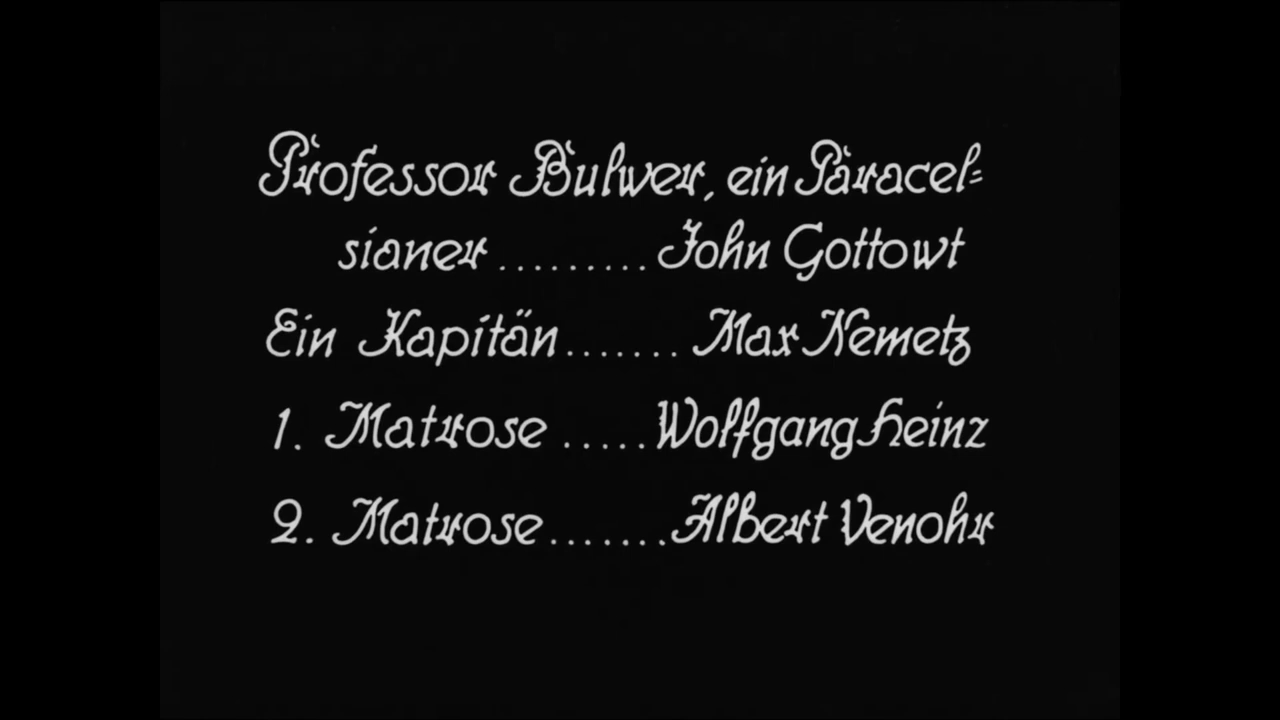 Professor Bulwer, ein Paracel=
sianer ......... John Gottowt
Ein Kapitän ....... Max Nemetz
1. Matrose ..... Wolfgang Heinz
2. Matrose ....... Albert Venohr